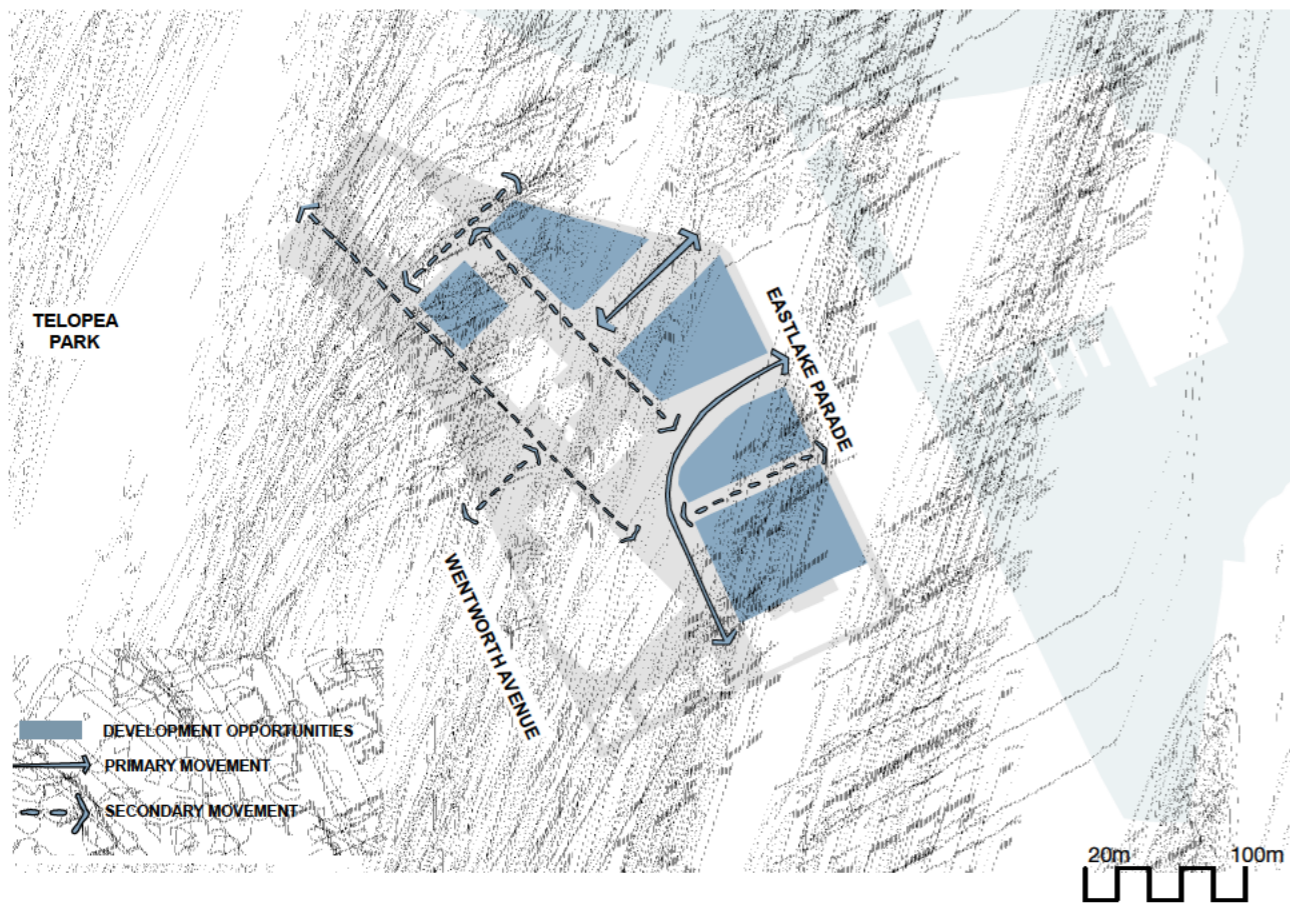 TELOPEA
PARK
EASTLAKE PARADE
WENTWORTH AVENUE
DEVELOPMENT OPPORTUNITIES
PRIMARY MOVEMENT
SECONDARY MOVEMENT
20m 100m